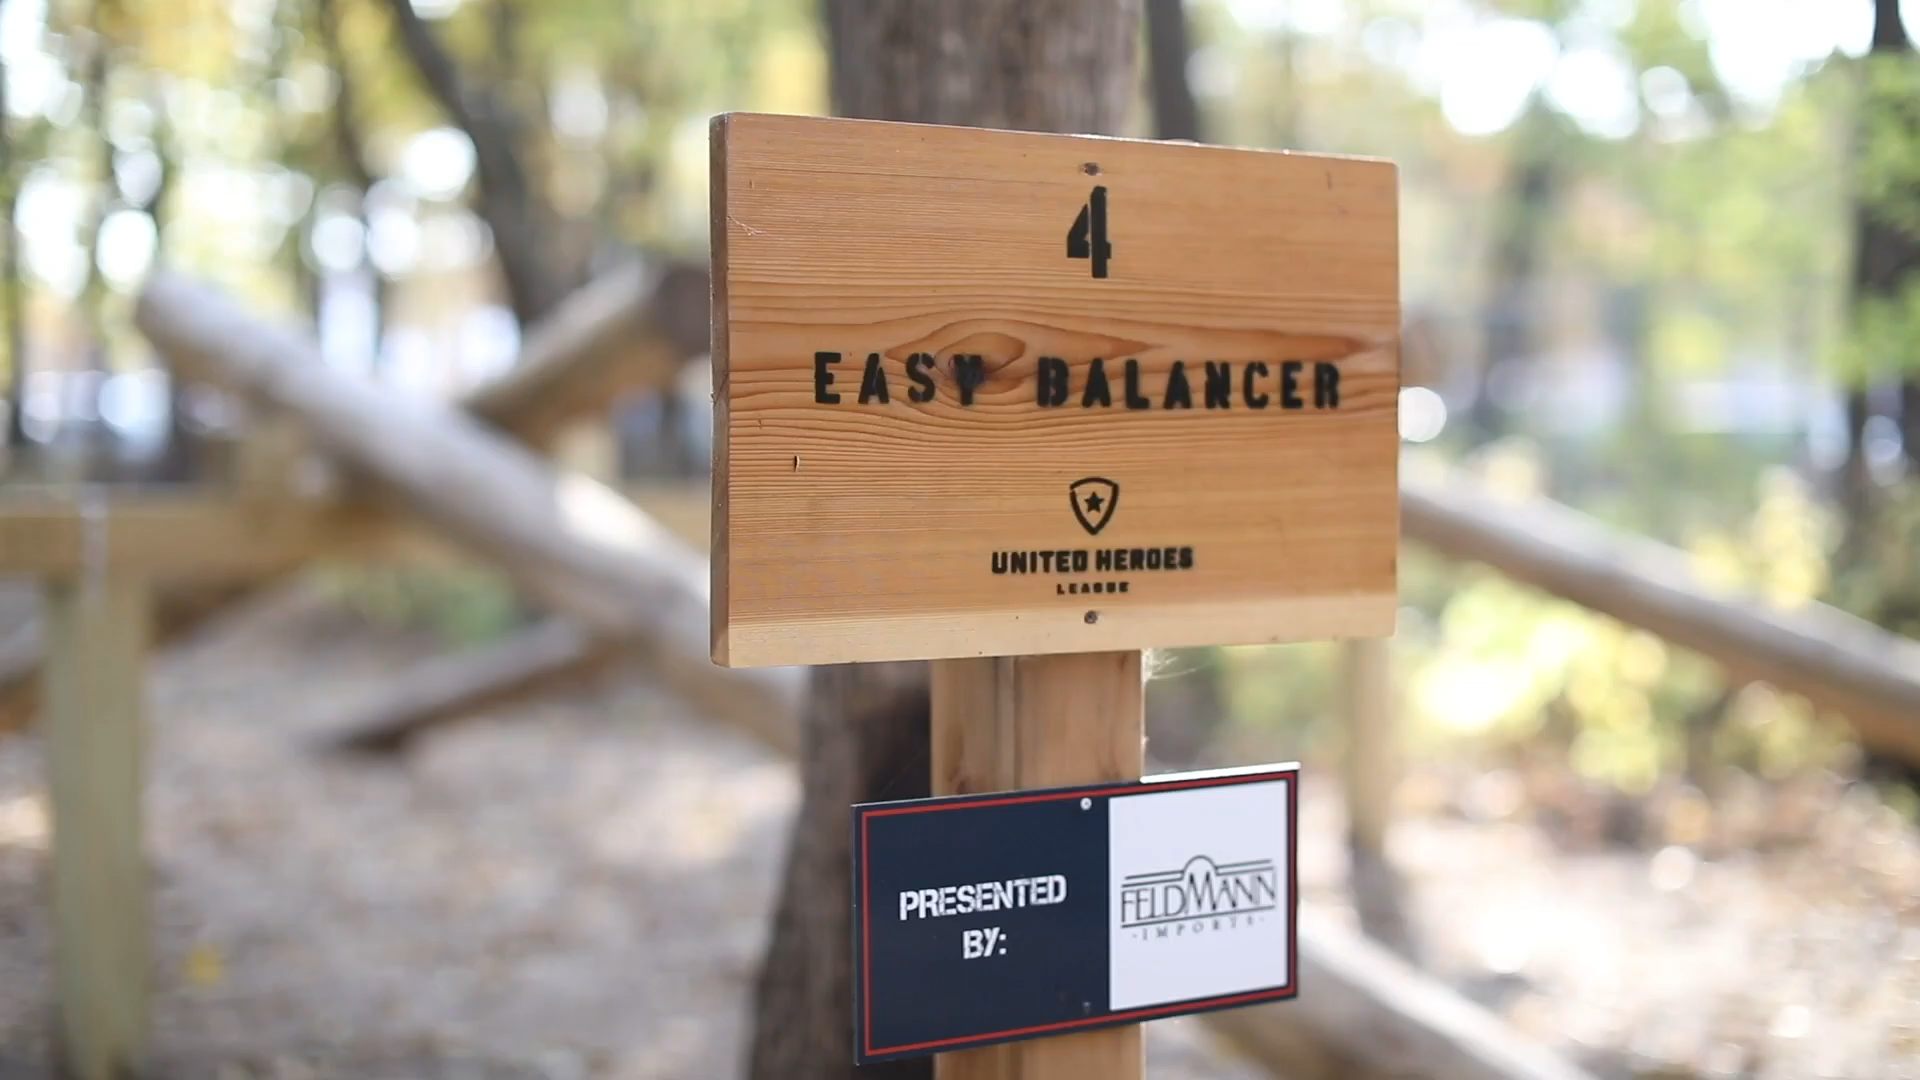 4
EASY BALANCER
UNITED HEROES
LEAGUE
PRESENTED
BY:
FELDMANN
·IMPORTS·